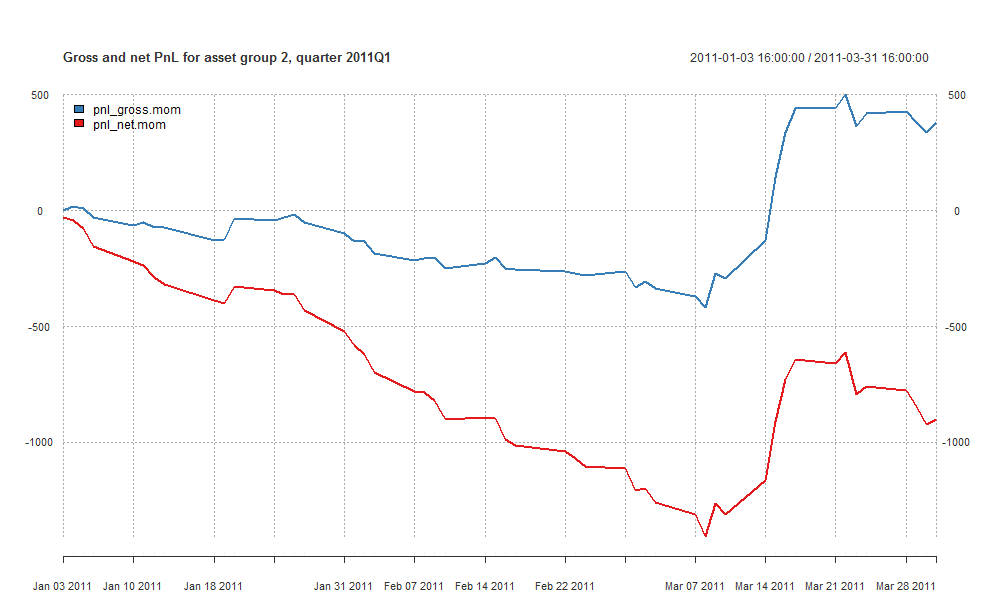 Gross and net PnL for asset group 2, quarter 2011Q1
2011-01-03 16:00:00 / 2011-03-31 16:00:00
500
500
pnl_gross.mom
pnl_net.mom
0
0
-500
-500
-1000
-1000
Jan 03 2011 Jan 10 2011 Jan 18 2011 Jan 31 2011 Feb 07 2011 Feb 14 2011 Feb 22 2011 Mar 07 2011 Mar 14 2011 Mar 21 2011 Mar 28 2011